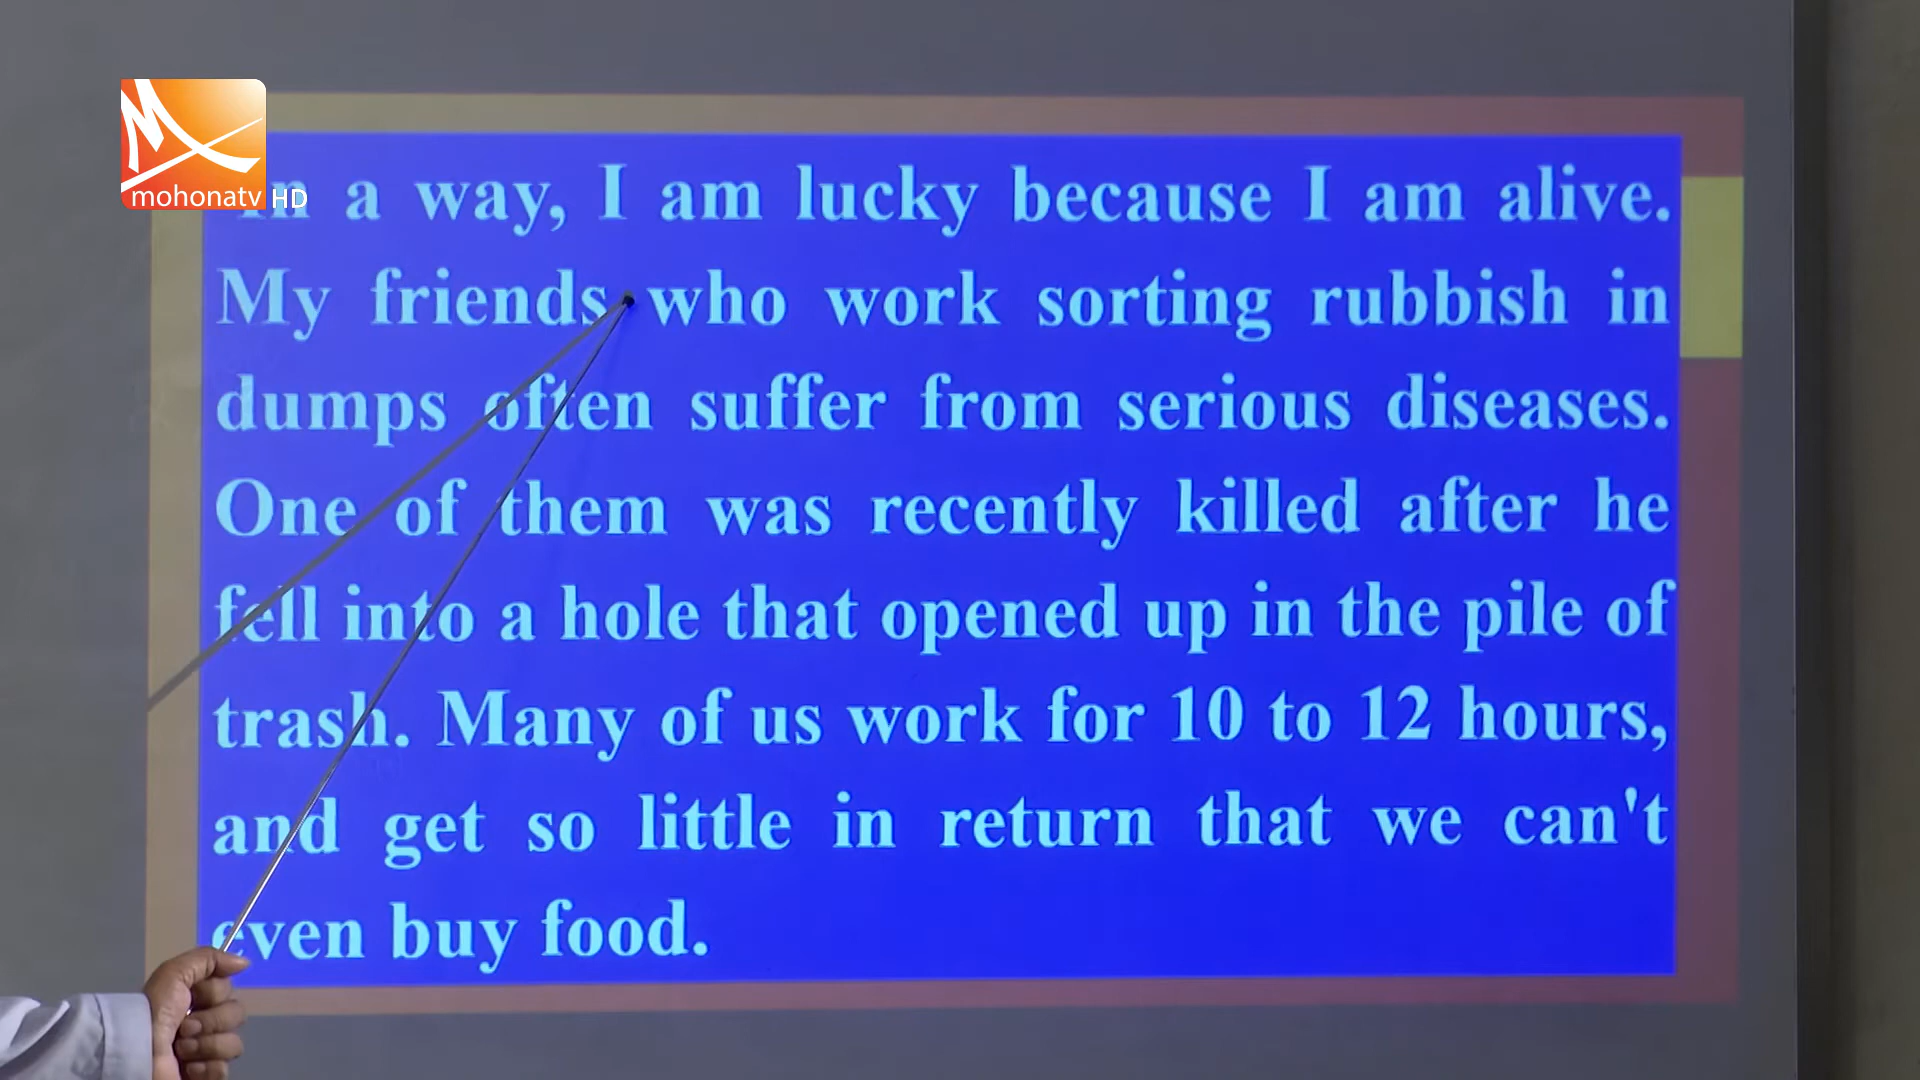 mohonatv HD
In a way, I am lucky because I am alive.
My friends who work sorting rubbish in
dumps often suffer from serious diseases.
One of them was recently killed after he
fell into a hole that opened up in the pile of
trash. Many of us work for 10 to 12 hours,
and get so little in return that we can't
even buy food.